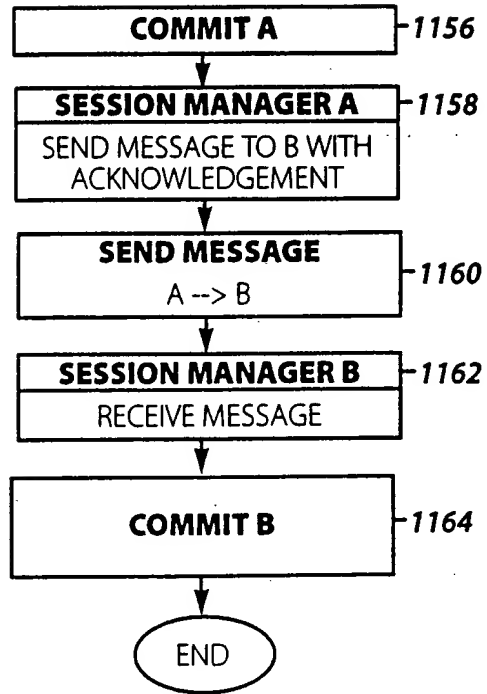 COMMIT A
1156
SESSION MANAGER A
1158
SEND MESSAGE TO B WITH
ACKNOWLEDGEMENT
SEND MESSAGE
1160
A --> B
SESSION MANAGER B
1162
RECEIVE MESSAGE
COMMIT B
1164
END